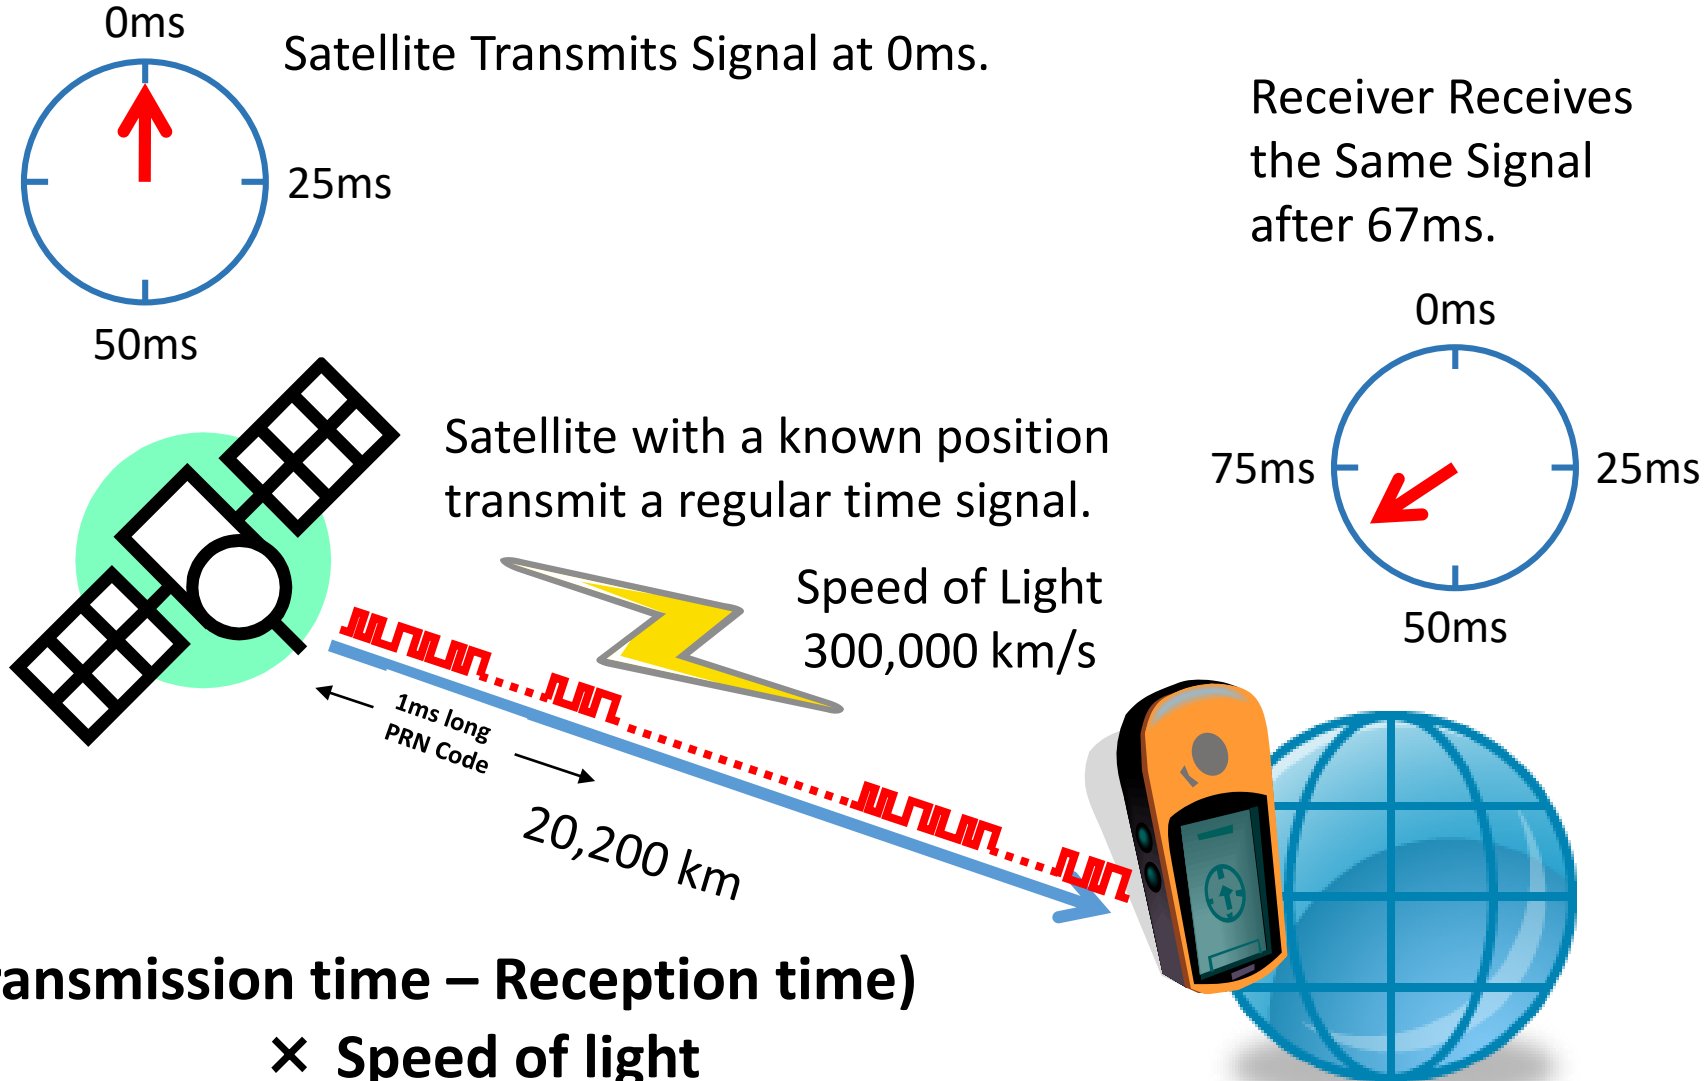 0ms
Satellite Transmits Signal at 0ms.
25ms
50ms
Receiver Receives
the Same Signal
after 67ms.
0ms
75ms
25ms
50ms
Satellite with a known position
transmit a regular time signal.
Speed of Light
300,000 km/s
1ms long
PRN Code
20,200 km
ansmission time – Reception time)
× Speed of light